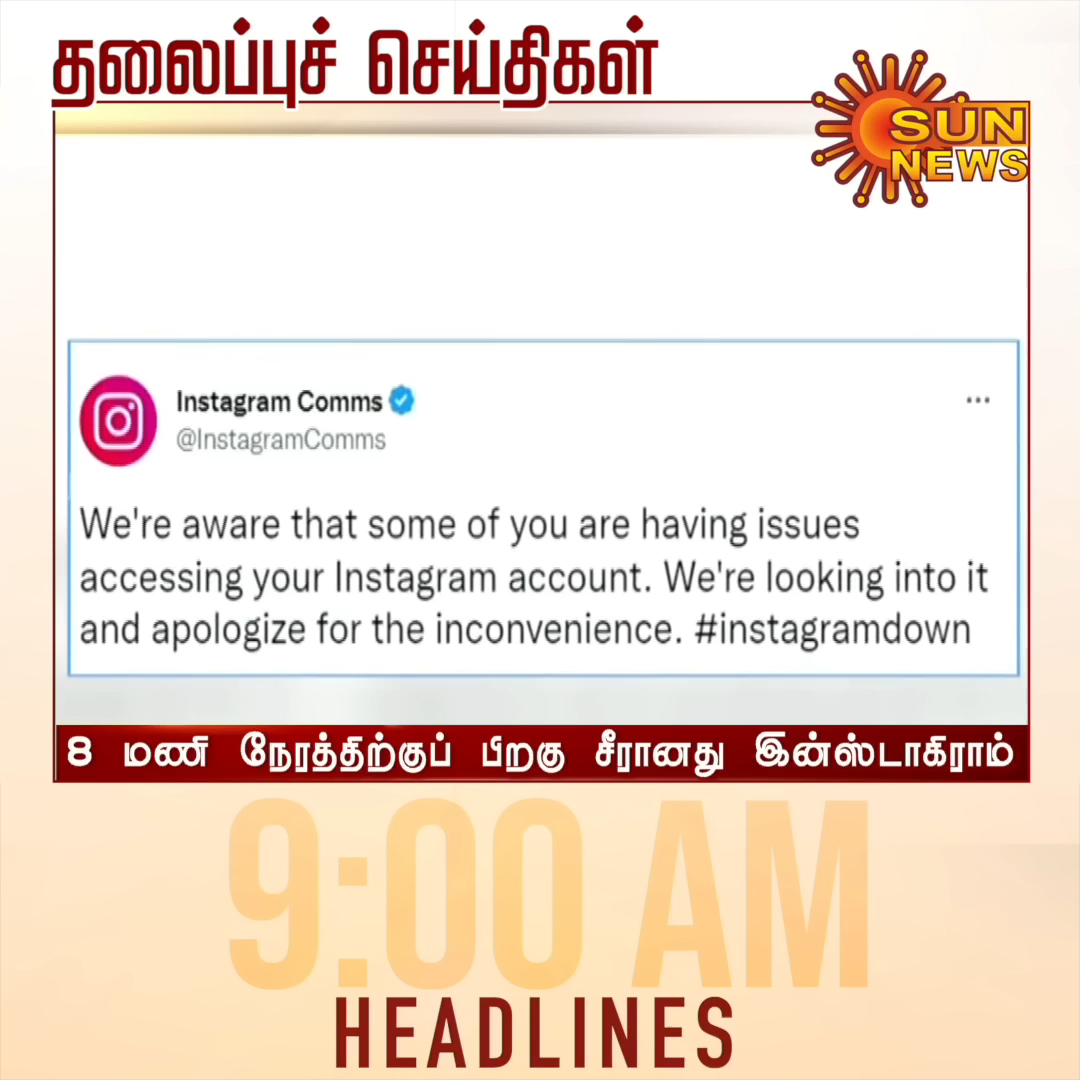 தலைப்புச் செய்திகள்
SUN
NEWS
Instagram Comms
@InstagramComms
We're aware that some of you are having issues
accessing your Instagram account. We're looking into it
and apologize for the inconvenience. #instagramdown
8 மணி நேரத்திற்குப் பிறகு சீரானது இன்ஸ்டாகிராம்
9:00 AM
HEADLINES